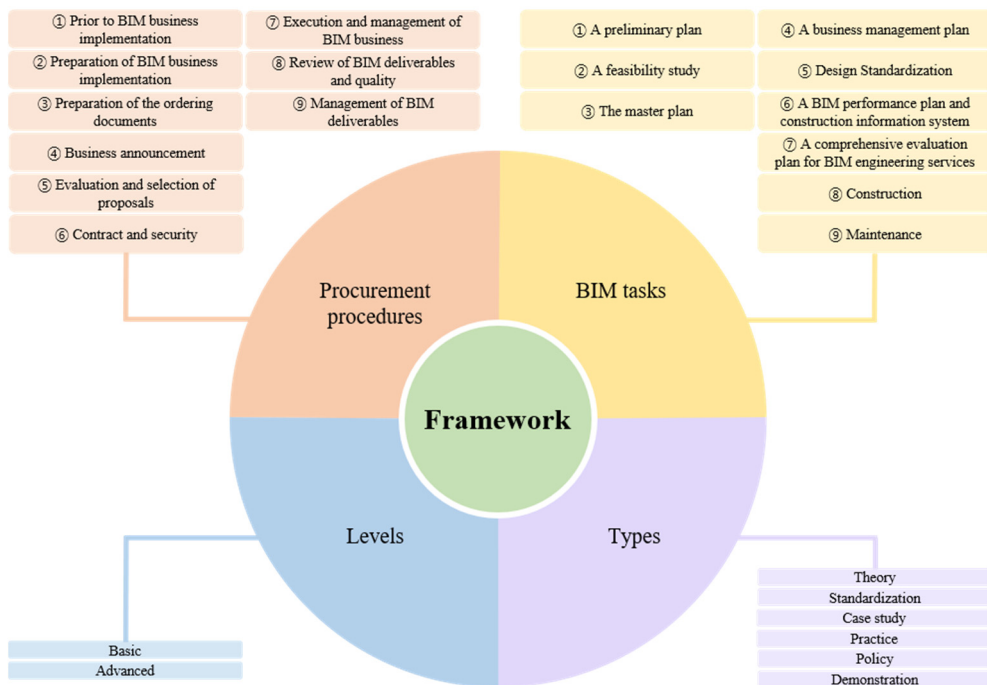 ① Prior to BIM business
implementation
② Preparation of BIM business
implementation
③ Preparation of the ordering
documents
④ Business announcement
⑤ Evaluation and selection of
proposals
⑥ Contract and security
⑦ Execution and management of
BIM business
⑧ Review of BIM deliverables
and quality
⑨ Management of BIM
deliverables
① A preliminary plan
② A feasibility study
③ The master plan
④ A business management plan
⑤ Design Standardization
⑥ A BIM performance plan and
construction information system
⑦ A comprehensive evaluation
plan for BIM engineering services
⑧ Construction
⑨ Maintenance
Procurement
procedures
BIM tasks
Framework
Levels
Types
Basic
Advanced
Theory
Standardization
Case study
Practice
Policy
Demonstration